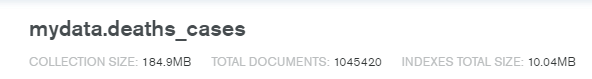 mydata.deaths_cases
COLLECTION SIZE: 184.9MB TOTAL DOCUMENTS: 1045420 INDEXES TOTAL SIZE: 10.04MB